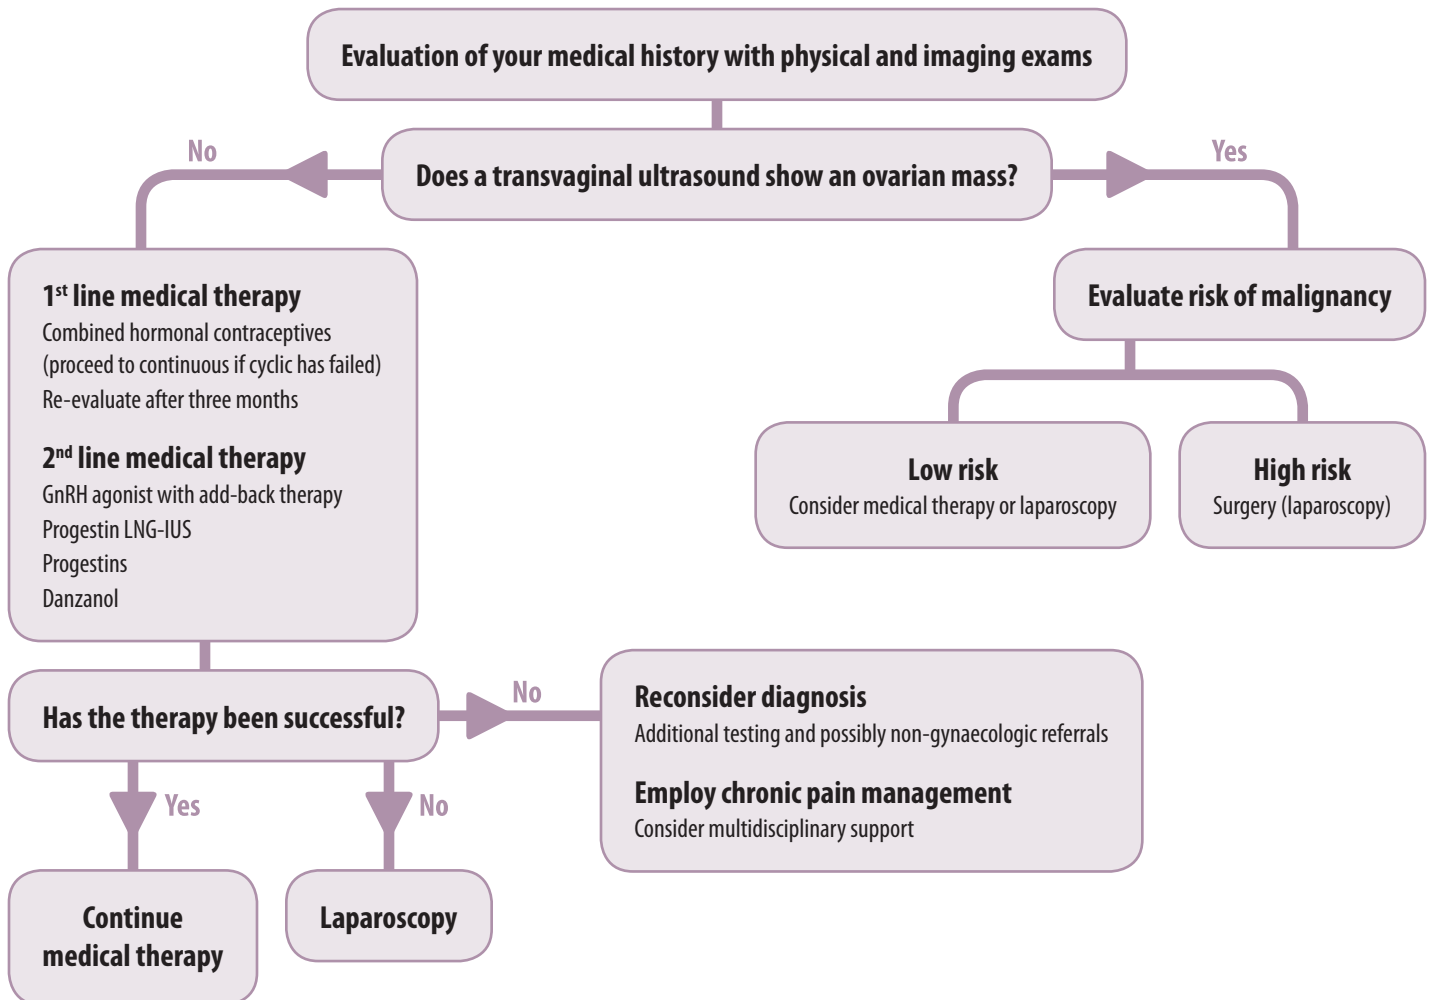 Evaluation of your medical history with physical and imaging exams
Does a transvaginal ultrasound show an ovarian mass?
No
Yes
1st line medical therapy
Combined hormonal contraceptives
(proceed to continuous if cyclic has failed)
Re-evaluate after three months
2nd line medical therapy
GnRH agonist with add-back therapy
Progestin LNG-IUS
Progestins
Danzanol
Evaluate risk of malignancy
Low risk
Consider medical therapy or laparoscopy
High risk
Surgery (laparoscopy)
Has the therapy been successful?
No
Reconsider diagnosis
Additional testing and possibly non-gynaecologic referrals
Employ chronic pain management
Consider multidisciplinary support
Yes
No
Continue
medical therapy
Laparoscopy